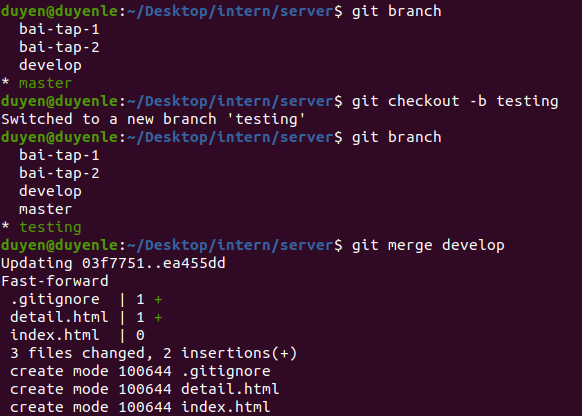 duyen@duyenle:~/Desktop/intern/server$ git branch
  bai-tap-1
  bai-tap-2
  develop
* master
duyen@duyenle:~/Desktop/intern/server$ git checkout -b testing
Switched to a new branch 'testing'
duyen@duyenle:~/Desktop/intern/server$ git branch
  bai-tap-1
  bai-tap-2
  develop
  master
* testing
duyen@duyenle:~/Desktop/intern/server$ git merge develop
Updating 03f7751..ea455dd
Fast-forward
 .gitignore  | 1 +
 detail.html | 1 +
 index.html  | 0
 3 files changed, 2 insertions(+)
 create mode 100644 .gitignore
 create mode 100644 detail.html
 create mode 100644 index.html